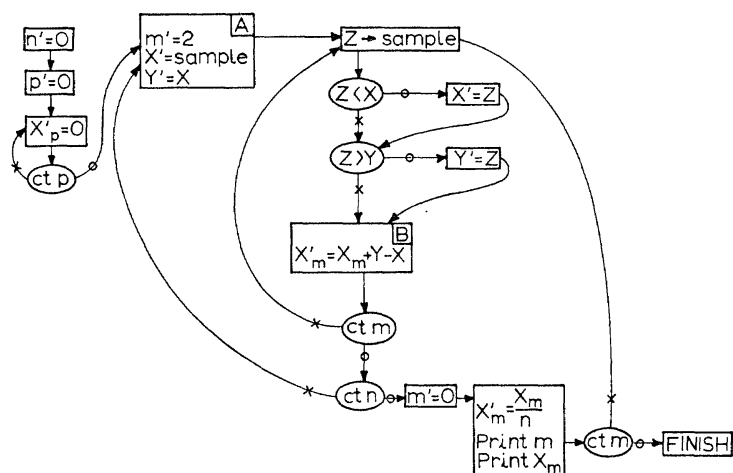 n'=0
p'=0
X'p=0
ct p
A
m'=2
X'=sample
Y'=X
Z → sample
Z<X
X'=Z
Z>Y
Y'=Z
B
X'm=Xm+Y-X
ct m
ct n
m'=0
X'm=Xm/n
Print m
Print Xm
ct m
FINISH